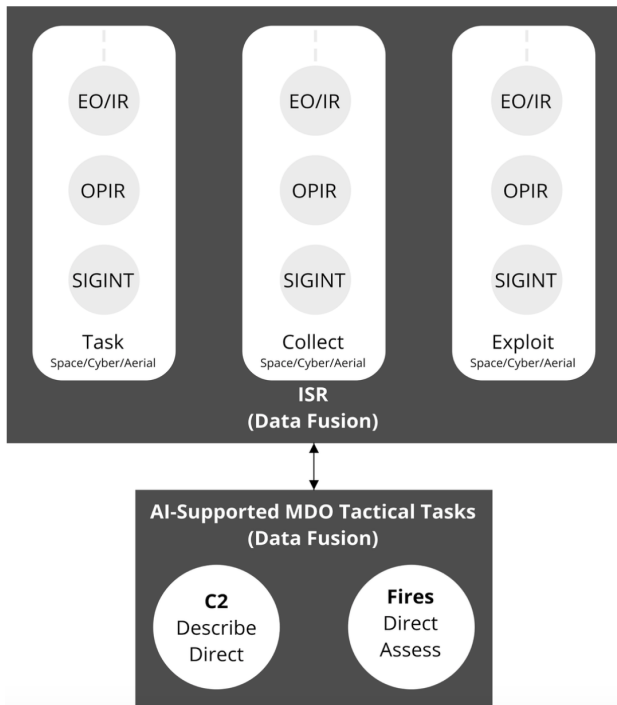 EO/IR
OPIR
SIGINT
Task
Space/Cyber/Aerial
EO/IR
OPIR
SIGINT
Collect
Space/Cyber/Aerial
EO/IR
OPIR
SIGINT
Exploit
Space/Cyber/Aerial
ISR
(Data Fusion)
AI-Supported MDO Tactical Tasks
(Data Fusion)
C2
Describe
Direct
Fires
Direct
Assess